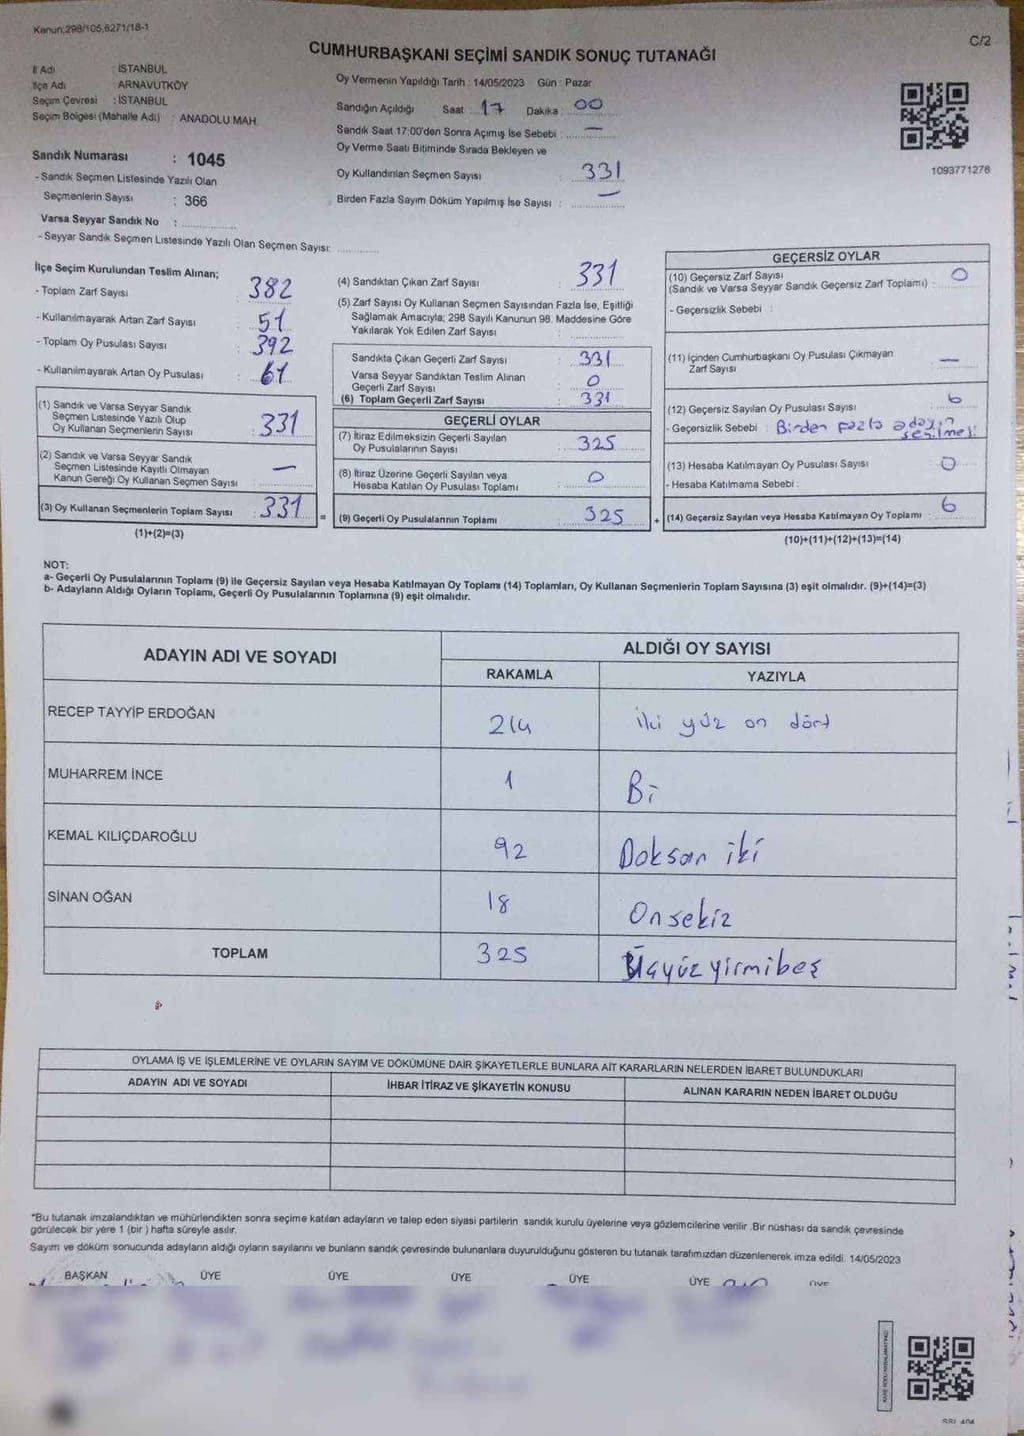 Kanun:298/105,6271/18-1
C/2
CUMHURBAŞKANI SEÇİMİ SANDIK SONUÇ TUTANAĞI
İl Adı : İSTANBUL
İlçe Adı : ARNAVUTKÖY
Seçim Çevresi : İSTANBUL
Seçim Bölgesi (Mahalle Adı) : ANADOLU MAH.
Sandık Numarası : 1045
- Sandık Seçmen Listesinde Yazılı Olan
Seçmenlerin Sayısı : 366
Varsa Seyyar Sandık No :
- Seyyar Sandık Seçmen Listesinde Yazılı Olan Seçmen Sayısı:
Oy Vermenin Yapıldığı Tarih : 14/05/2023 Gün : Pazar
Sandığın Açıldığı Saat 17 Dakika : 00
Sandık Saat 17:00'den Sonra Açımış İse Sebebi : —
Oy Verme Saati Bitiminde Sırada Bekleyen ve
Oy Kullandırılan Seçmen Sayısı : 331
Birden Fazla Sayım Döküm Yapılmış İse Sayısı : —
1093771278
İlçe Seçim Kurulundan Teslim Alınan;
- Toplam Zarf Sayısı : 382
- Kullanılmayarak Artan Zarf Sayısı : 51
- Toplam Oy Pusulası Sayısı : 392
- Kullanılmayarak Artan Oy Pusulası : 61
(1) Sandık ve Varsa Seyyar Sandık
Seçmen Listesinde Yazılı Olup
Oy Kullanan Seçmenlerin Sayısı : 331
(2) Sandık ve Varsa Seyyar Sandık
Seçmen Listesinde Kayıtlı Olmayan
Kanun Gereği Oy Kullanan Seçmen Sayısı : —
(3) Oy Kullanan Seçmenlerin Toplam Sayısı : 331 =
(1)+(2)=(3)
(4) Sandıktan Çıkan Zarf Sayısı : 331
(5) Zarf Sayısı Oy Kullanan Seçmen Sayısından Fazla İse, Eşitliği
Sağlamak Amacıyla; 298 Sayılı Kanunun 98. Maddesine Göre
Yakılarak Yok Edilen Zarf Sayısı :
Sandıkta Çıkan Geçerli Zarf Sayısı : 331
Varsa Seyyar Sandıktan Teslim Alınan
Geçerli Zarf Sayısı : 0
(6) Toplam Geçerli Zarf Sayısı : 331
GEÇERLİ OYLAR
(7) İtiraz Edilmeksizin Geçerli Sayılan
Oy Pusulalarının Sayısı : 325
(8) İtiraz Üzerine Geçerli Sayılan veya
Hesaba Katılan Oy Pusulası Toplamı : 0
(9) Geçerli Oy Pusulalarının Toplamı : 325 +
GEÇERSİZ OYLAR
(10) Geçersiz Zarf Sayısı
(Sandık ve Varsa Seyyar Sandık Geçersiz Zarf Toplamı) : 0
- Geçersizlik Sebebi :
(11) İçinden Cumhurbaşkanı Oy Pusulası Çıkmayan
Zarf Sayısı : —
(12) Geçersiz Sayılan Oy Pusulası Sayısı : 6
- Geçersizlik Sebebi : Birden fazla adayın
seçilmesi
(13) Hesaba Katılmayan Oy Pusulası Sayısı : 0
- Hesaba Katılmama Sebebi :
(14) Geçersiz Sayılan veya Hesaba Katılmayan Oy Toplamı : 6
(10)+(11)+(12)+(13)=(14)
NOT:
a- Geçerli Oy Pusulalarının Toplamı (9) ile Geçersiz Sayılan veya Hesaba Katılmayan Oy Toplamı (14) Toplamları, Oy Kullanan Seçmenlerin Toplam Sayısına (3) eşit olmalıdır. (9)+(14)=(3)
b- Adayların Aldığı Oyların Toplamı, Geçerli Oy Pusulalarının Toplamına (9) eşit olmalıdır.
ADAYIN ADI VE SOYADI ALDIĞI OY SAYISI
RAKAMLA YAZIYLA
RECEP TAYYİP ERDOĞAN 214 iki yüz on dört
MUHARREM İNCE 1 Bi
KEMAL KILIÇDAROĞLU 92 Doksan iki
SİNAN OĞAN 18 Onsekiz
TOPLAM 325 Üçyüzyirmibeş
OYLAMA İŞ VE İŞLEMLERİNE VE OYLARIN SAYIM VE DÖKÜMÜNE DAİR ŞİKAYETLERLE BUNLARA AİT KARARLARIN NELERDEN İBARET BULUNDUKLARI
ADAYIN ADI VE SOYADI İHBAR İTİRAZ VE ŞİKAYETİN KONUSU ALINAN KARARIN NEDEN İBARET OLDUĞU
*Bu tutanak imzalandıktan ve mühürlendikten sonra seçime katılan adayların ve talep eden siyasi partilerin sandık kurulu üyelerine veya gözlemcilerine verilir .Bir nüshası da sandık çevresinde
görülecek bir yere 1 (bir ) hafta süreyle asılır.
Sayım ve döküm sonucunda adayların aldığı oyların sayılarını ve bunların sandık çevresinde bulunanlara duyurulduğunu gösteren bu tutanak tarafımızdan düzenlenerek imza edildi. 14/05/2023
BAŞKAN ÜYE ÜYE ÜYE ÜYE ÜYE ÜYE